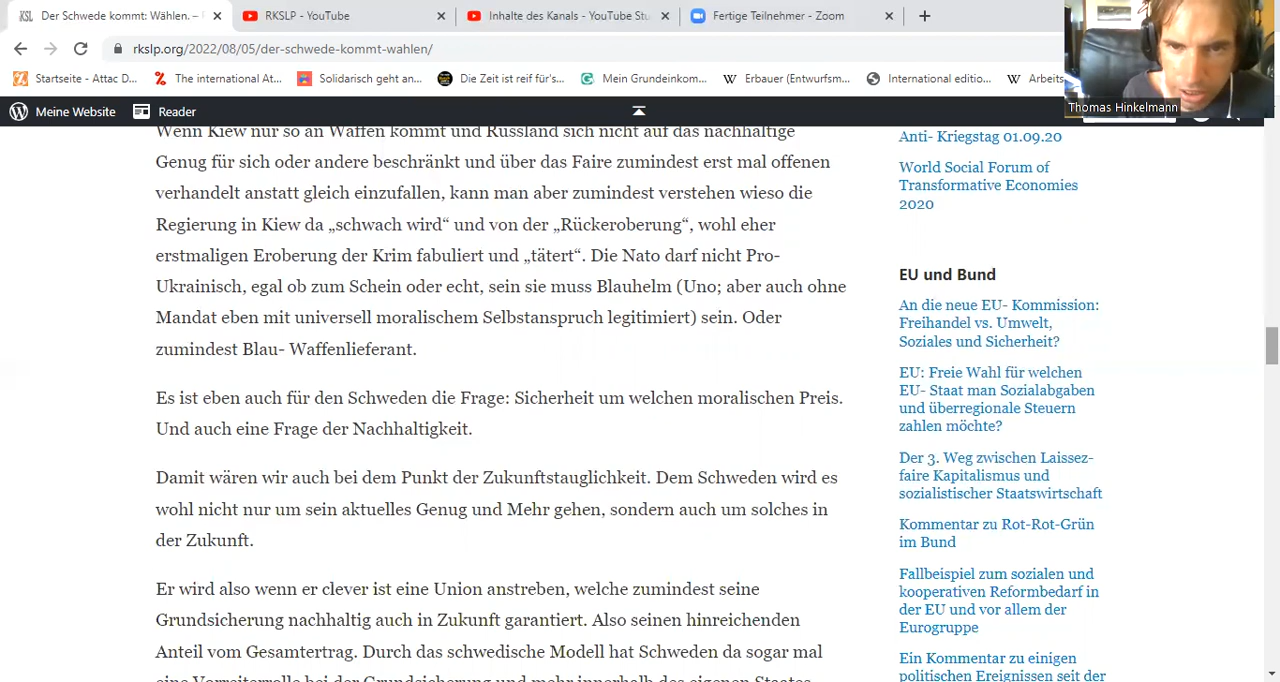 Der Schwede kommt: Wählen. –
RKSLP - YouTube
Inhalte des Kanals - YouTube Stu
Fertige Teilnehmer - Zoom
rkslp.org/2022/08/05/der-schwede-kommt-wahlen/
Startseite - Attac D...
The international At...
Solidarisch geht an...
Die Zeit ist reif für's...
Mein Grundeinkom...
Erbauer (Entwurfsm...
International editio...
Arbeits
Thomas Hinkelmann
Meine Website
Reader
Wenn Kiew nur so an Waffen kommt und Russland sich nicht auf das nachhaltige
Genug für sich oder andere beschränkt und über das Faire zumindest erst mal offenen
verhandelt anstatt gleich einzufallen, kann man aber zumindest verstehen wieso die
Regierung in Kiew da „schwach wird“ und von der „Rückeroberung“, wohl eher
erstmaligen Eroberung der Krim fabuliert und „tätert“. Die Nato darf nicht Pro-
Ukrainisch, egal ob zum Schein oder echt, sein sie muss Blauhelm (Uno; aber auch ohne
Mandat eben mit universell moralischem Selbstanspruch legitimiert) sein. Oder
zumindest Blau- Waffenlieferant.
Es ist eben auch für den Schweden die Frage: Sicherheit um welchen moralischen Preis.
Und auch eine Frage der Nachhaltigkeit.
Damit wären wir auch bei dem Punkt der Zukunftstauglichkeit. Dem Schweden wird es
wohl nicht nur um sein aktuelles Genug und Mehr gehen, sondern auch um solches in
der Zukunft.
Er wird also wenn er clever ist eine Union anstreben, welche zumindest seine
Grundsicherung nachhaltig auch in Zukunft garantiert. Also seinen hinreichenden
Anteil vom Gesamtertrag. Durch das schwedische Modell hat Schweden da sogar mal
eine Vorreiterrolle bei der Grundsicherung und mehr innerhalb des eigenen Staates
Anti- Kriegstag 01.09.20
World Social Forum of
Transformative Economies
2020
EU und Bund
An die neue EU- Kommission:
Freihandel vs. Umwelt,
Soziales und Sicherheit?
EU: Freie Wahl für welchen
EU- Staat man Sozialabgaben
und überregionale Steuern
zahlen möchte?
Der 3. Weg zwischen Laissez-
faire Kapitalismus und
sozialistischer Staatswirtschaft
Kommentar zu Rot-Rot-Grün
im Bund
Fallbeispiel zum sozialen und
kooperativen Reformbedarf in
der EU und vor allem der
Eurogruppe
Ein Kommentar zu einigen
politischen Ereignissen seit der